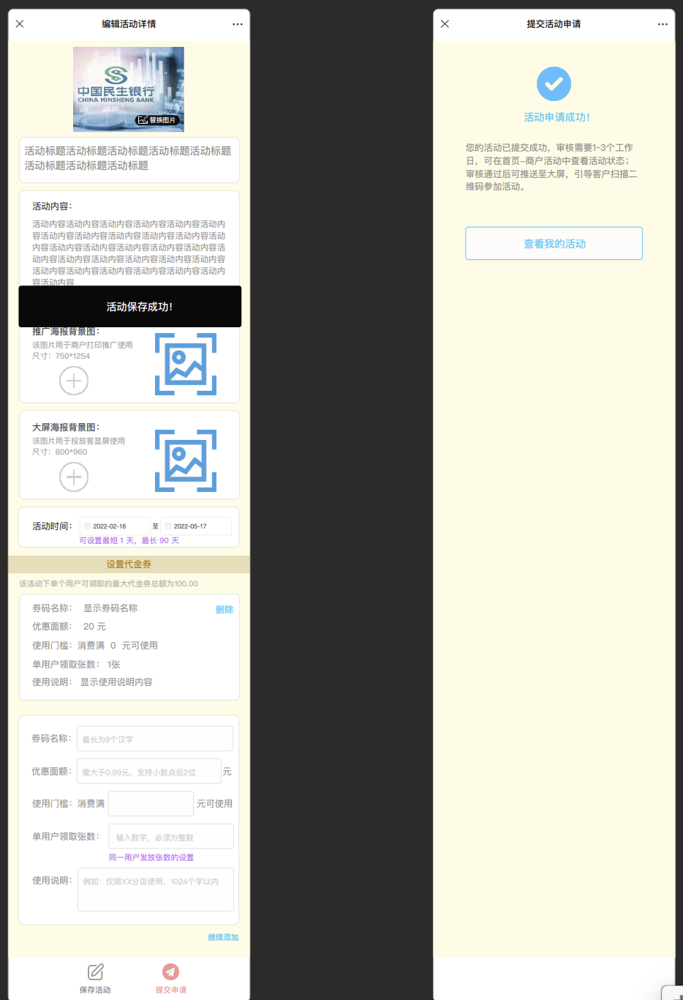 编辑活动详情
中国民生银行
CHINA MINSHENG BANK
替换图片
活动标题活动标题活动标题活动标题活动标题
活动标题活动标题活动标题
活动内容：
活动内容活动内容活动内容活动内容活动内容活动内
容活动内容活动内容活动内容活动内容活动内容活动
内容活动内容活动内容活动内容活动内容活动内容活
动内容活动内容活动内容活动内容活动内容活动内容
活动内容活动内容活动内容活动内容活动内容活动内
容活动内容
活动保存成功！
推广海报背景图：
该图片用于商户打印推广使用
尺寸：750*1254
大屏海报背景图：
该图片用于投放客显屏使用
尺寸：800*960
活动时间： 2022-02-16 至 2022-05-17
可设置最短 1 天，最长 90 天
设置代金券
该活动下单个用户可领取的最大代金券总额为100.00
券码名称： 显示券码名称 删除
优惠面额： 20 元
使用门槛：消费满 0 元可使用
单用户领取张数： 1张
使用说明： 显示使用说明内容
券码名称： 最长为9个汉字
优惠面额： 需大于0.99元，支持小数点后2位 元
使用门槛：消费满 元可使用
单用户领取张数： 输入数字，必须为整数
同一用户发放张数的设置
使用说明： 例如：仅限XX分店使用，1024个字以内
继续添加
保存活动 提交申请
提交活动申请
活动申请成功！
您的活动已提交成功，审核需要1~3个工作
日，可在首页-商户活动中查看活动状态；
审核通过后可推送至大屏，引导客户扫描二
维码参加活动。
查看我的活动